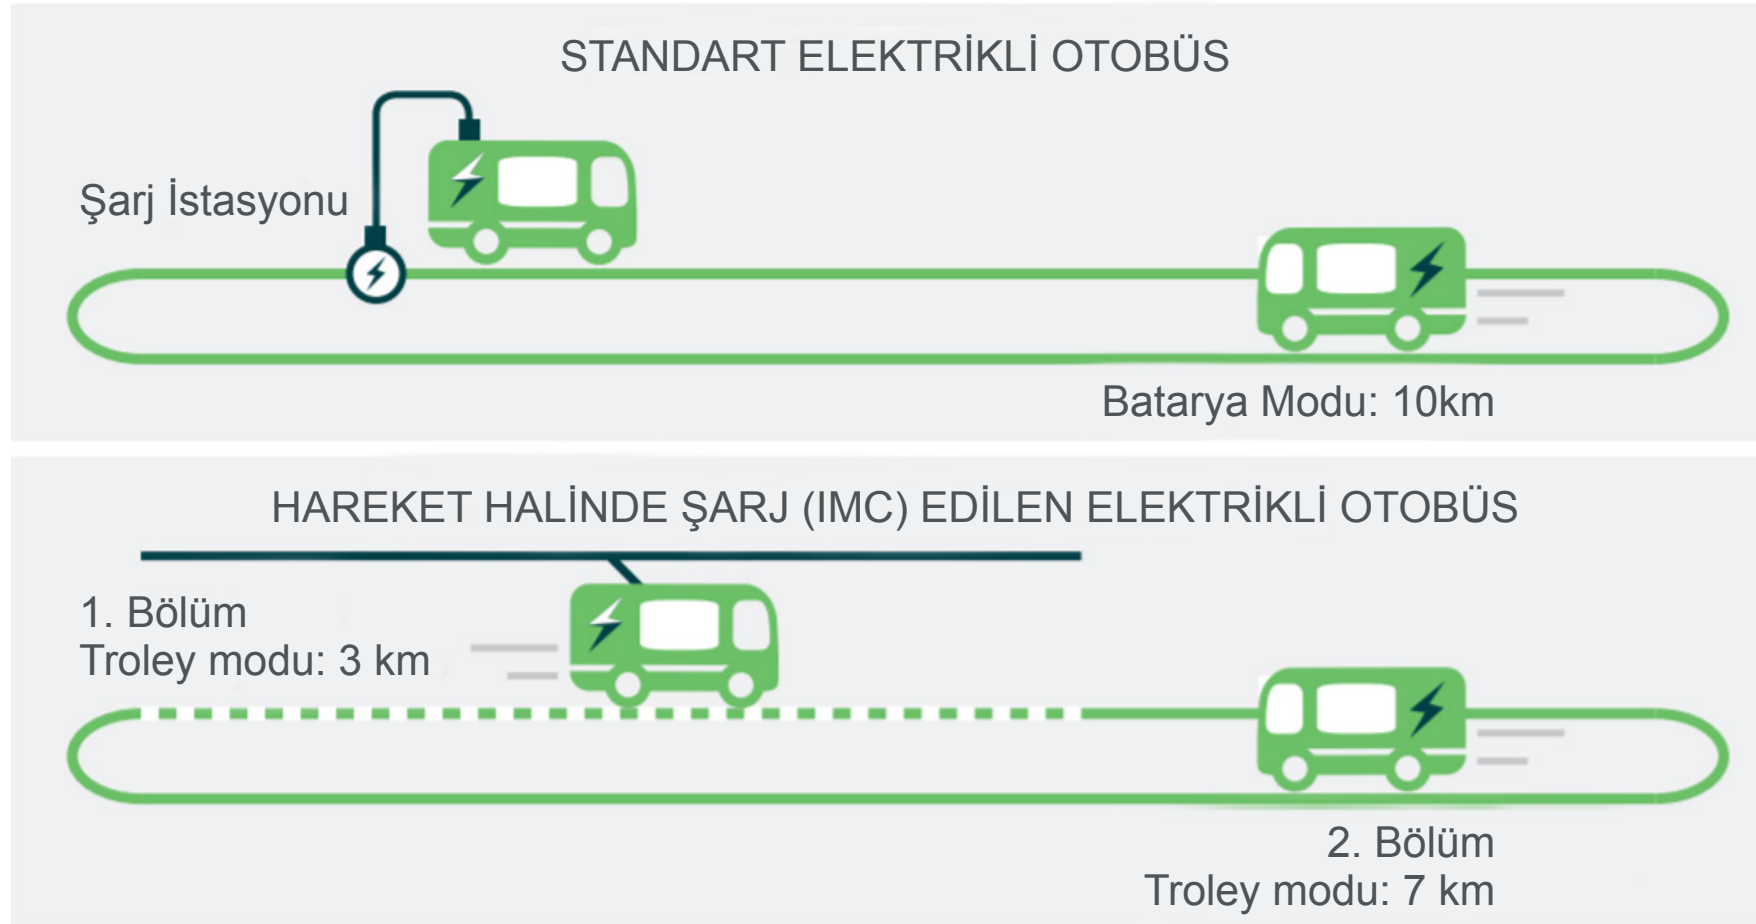 STANDART ELEKTRİKLİ OTOBÜS
Şarj İstasyonu
Batarya Modu: 10km
HAREKET HALİNDE ŞARJ (IMC) EDİLEN ELEKTRİKLİ OTOBÜS
1. Bölüm
Troley modu: 3 km
2. Bölüm
Troley modu: 7 km